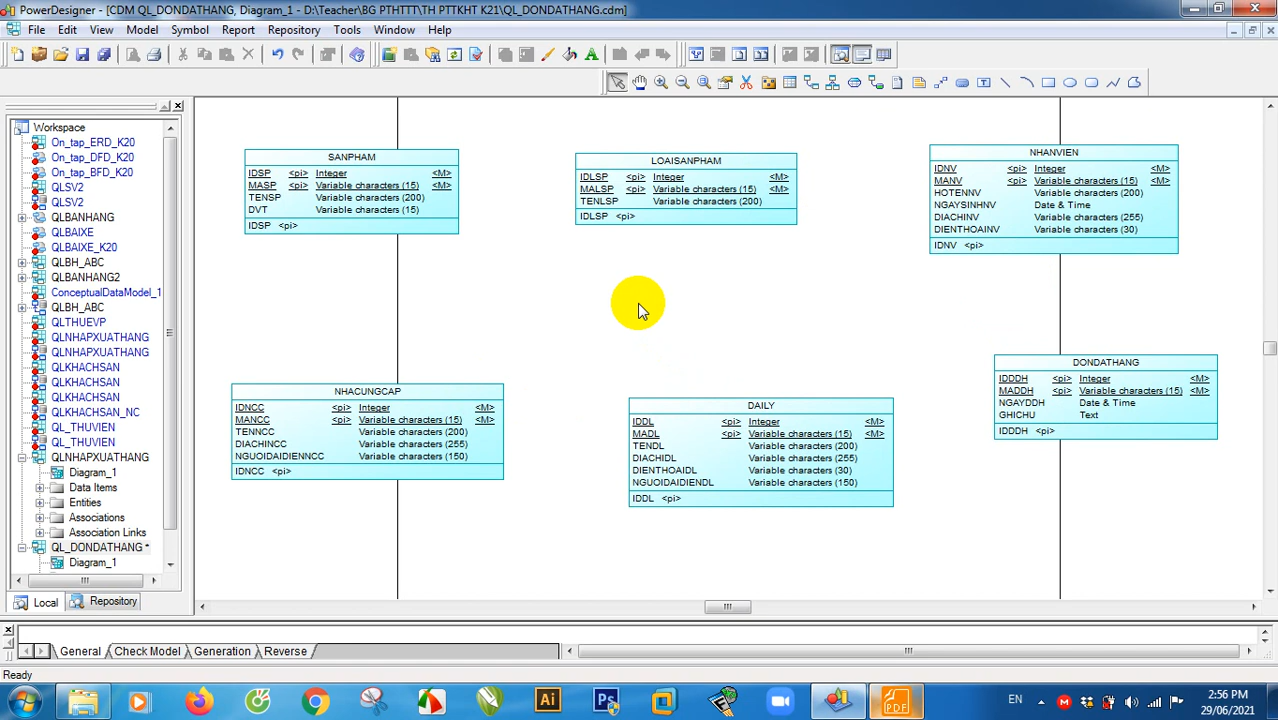 PowerDesigner - [CDM QL_DONDATHANG, Diagram_1 - D:\Teacher\BG PTHTTT\TH PTTKHT K21\QL_DONDATHANG.cdm]
File Edit View Model Symbol Report Repository Tools Window Help
Workspace
On_tap_ERD_K20
On_tap_DFD_K20
On_tap_BFD_K20
QLSV2
QLSV2
QLBANHANG
QLBAIXE
QLBAIXE_K20
QLBH_ABC
QLBANHANG2
ConceptualDataModel_1
QLBH_ABC
QLTHUEVP
QLNHAPXUATHANG
QLNHAPXUATHANG
QLKHACHSAN
QLKHACHSAN
QLKHACHSAN
QLKHACHSAN_NC
QL_THUVIEN
QL_THUVIEN
QLNHAPXUATHANG
Diagram_1
Data Items
Entities
Associations
Association Links
QL_DONDATHANG *
Diagram_1
Local Repository
SANPHAM
IDSP <pi> Integer <M>
MASP <pi> Variable characters (15) <M>
TENSP Variable characters (200)
DVT Variable characters (15)
IDSP <pi>
LOAISANPHAM
IDLSP <pi> Integer <M>
MALSP <pi> Variable characters (15) <M>
TENLSP Variable characters (200)
IDLSP <pi>
NHANVIEN
IDNV <pi> Integer <M>
MANV <pi> Variable characters (15) <M>
HOTENNV Variable characters (200)
NGAYSINHNV Date & Time
DIACHINV Variable characters (255)
DIENTHOAINV Variable characters (30)
IDNV <pi>
NHACUNGCAP
IDNCC <pi> Integer <M>
MANCC <pi> Variable characters (15) <M>
TENNCC Variable characters (200)
DIACHINCC Variable characters (255)
NGUOIDAIDIENNCC Variable characters (150)
IDNCC <pi>
DAILY
IDDL <pi> Integer <M>
MADL <pi> Variable characters (15) <M>
TENDL Variable characters (200)
DIACHIDL Variable characters (255)
DIENTHOAIDL Variable characters (30)
NGUOIDAIDIENDL Variable characters (150)
IDDL <pi>
DONDATHANG
IDDDH <pi> Integer <M>
MADDH <pi> Variable characters (15) <M>
NGAYDDH Date & Time
GHICHU Text
IDDDH <pi>
General Check Model Generation Reverse
Ready
Ai Ps PDF
EN
2:56 PM
29/06/2021